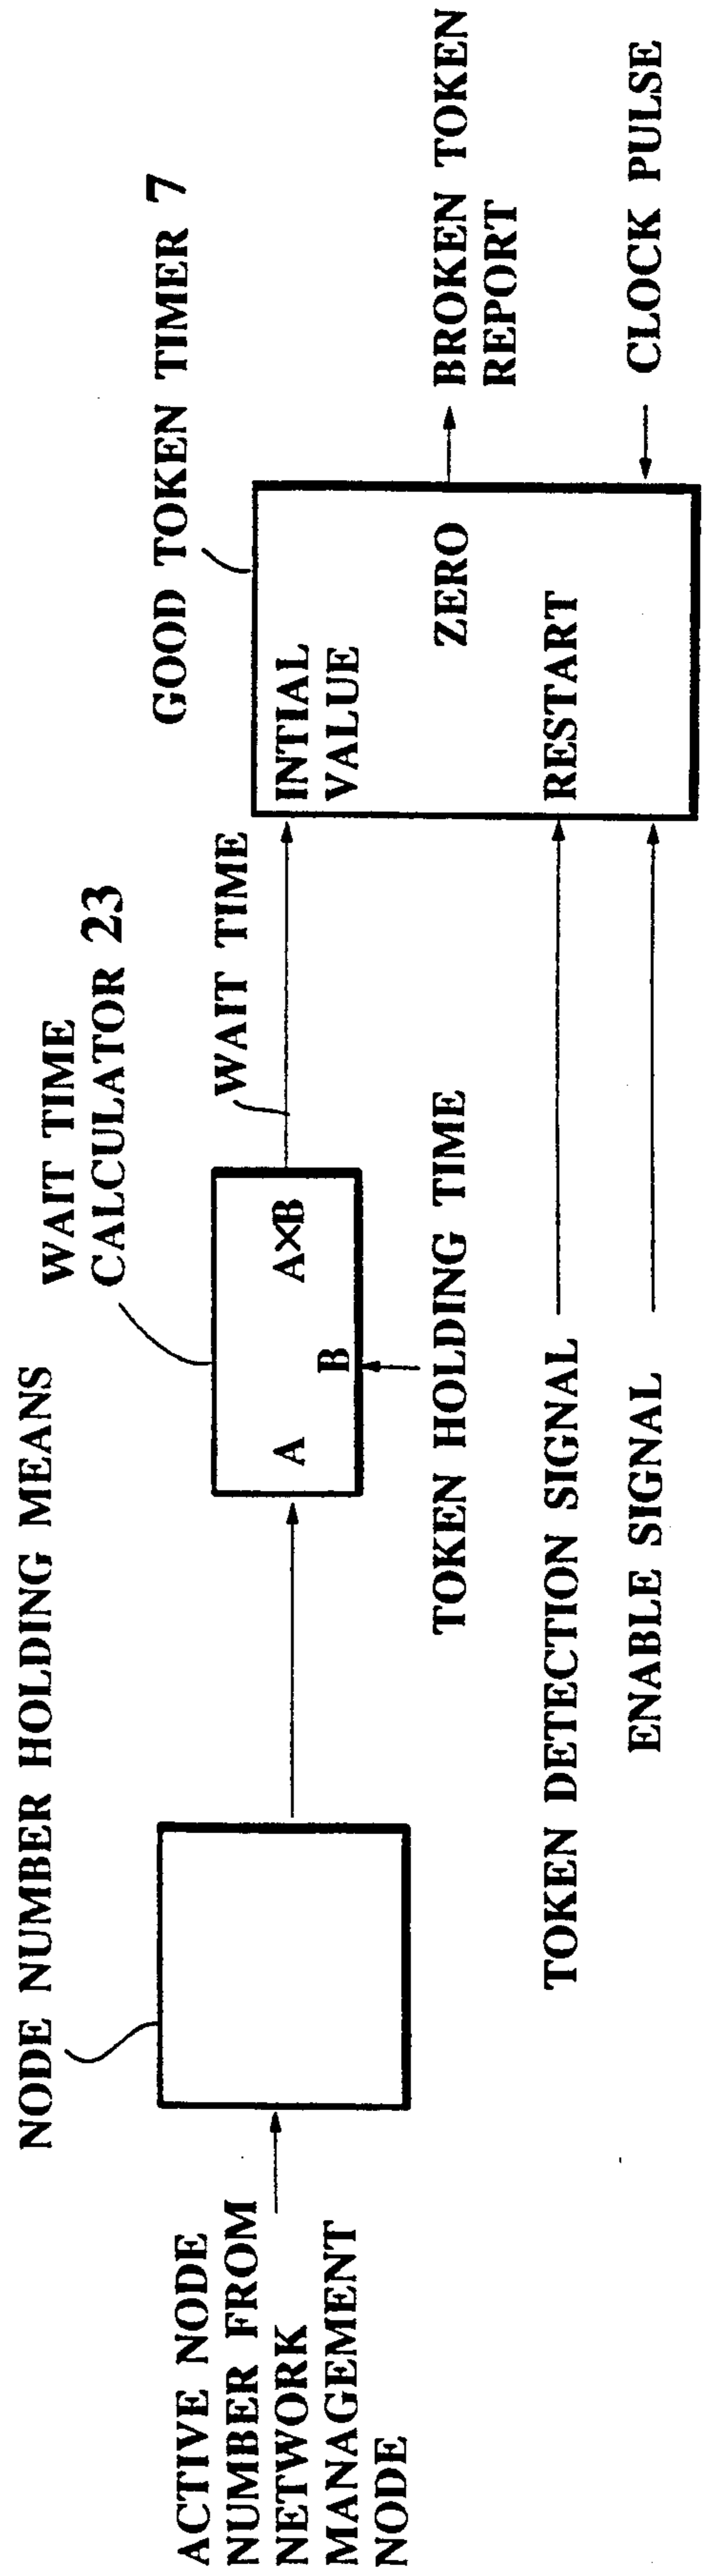 NODE NUMBER HOLDING MEANS
ACTIVE NODE
NUMBER FROM
NETWORK
MANAGEMENT
NODE
WAIT TIME
CALCULATOR 23
A
B
A×B
TOKEN HOLDING TIME
WAIT TIME
GOOD TOKEN TIMER 7
INTIAL
VALUE
ZERO
RESTART
BROKEN TOKEN
REPORT
CLOCK PULSE
TOKEN DETECTION SIGNAL
ENABLE SIGNAL